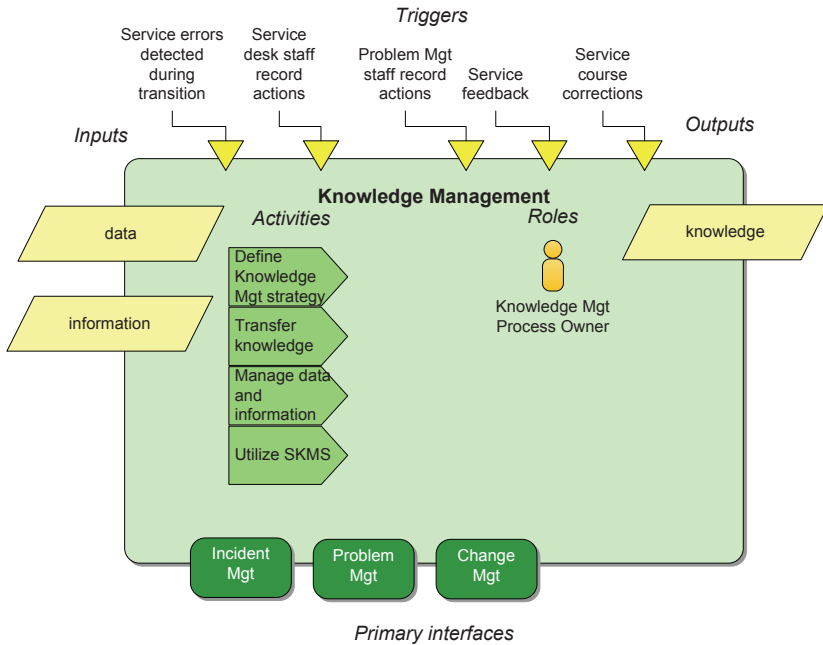 Triggers
Service errors
detected
during
transition
Service
desk staff
record
actions
Problem Mgt
staff record
actions
Service
feedback
Service
course
corrections
Inputs
Outputs
Knowledge Management
Activities
Roles
data
information
knowledge
Define
Knowledge
Mgt strategy
Transfer
knowledge
Manage data
and
information
Utilize SKMS
Knowledge Mgt
Process Owner
Incident
Mgt
Problem
Mgt
Change
Mgt
Primary interfaces